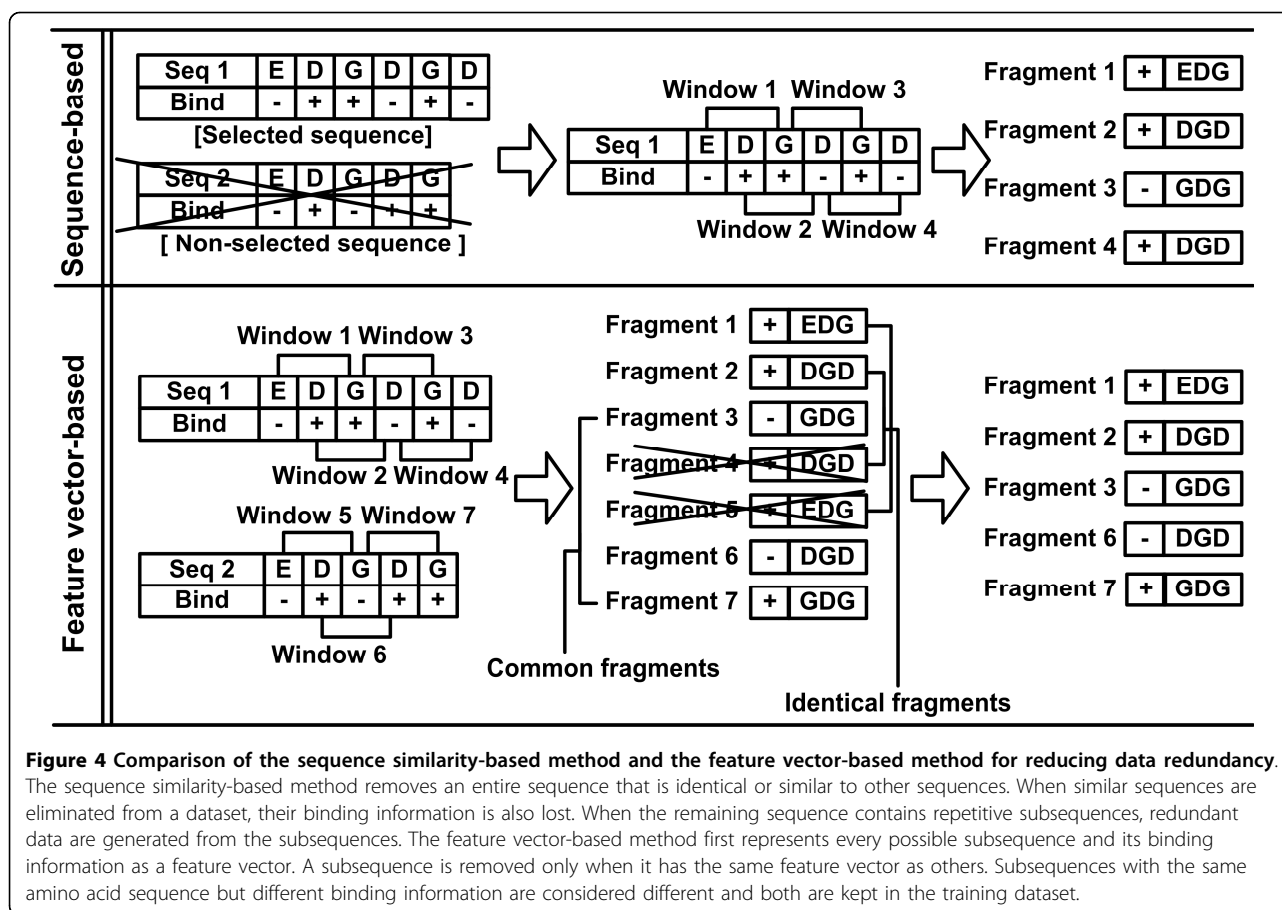 Sequence-based
Seq 1 E D G D G D
Bind - + + - + -
[Selected sequence]
Seq 2 E D G D G
Bind - + - + +
[ Non-selected sequence ]
Window 1 Window 3
Seq 1 E D G D G D
Bind - + + - + -
Window 2 Window 4
Fragment 1 + EDG
Fragment 2 + DGD
Fragment 3 - GDG
Fragment 4 + DGD
Feature vector-based
Window 1 Window 3
Seq 1 E D G D G D
Bind - + + - + -
Window 2 Window 4
Window 5 Window 7
Seq 2 E D G D G
Bind - + - + +
Window 6
Fragment 1 + EDG
Fragment 2 + DGD
Fragment 3 - GDG
Fragment 4 + DGD
Fragment 5 + EDG
Fragment 6 - DGD
Fragment 7 + GDG
Common fragments
Identical fragments
Fragment 1 + EDG
Fragment 2 + DGD
Fragment 3 - GDG
Fragment 6 - DGD
Fragment 7 + GDG
Figure 4 Comparison of the sequence similarity-based method and the feature vector-based method for reducing data redundancy.
The sequence similarity-based method removes an entire sequence that is identical or similar to other sequences. When similar sequences are
eliminated from a dataset, their binding information is also lost. When the remaining sequence contains repetitive subsequences, redundant
data are generated from the subsequences. The feature vector-based method first represents every possible subsequence and its binding
information as a feature vector. A subsequence is removed only when it has the same feature vector as others. Subsequences with the same
amino acid sequence but different binding information are considered different and both are kept in the training dataset.